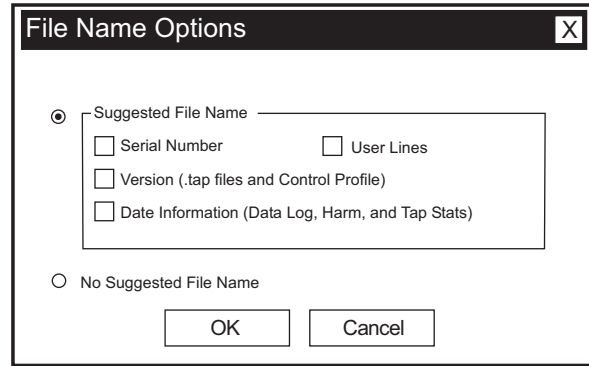 File Name Options X
Suggested File Name
Serial Number User Lines
Version (.tap files and Control Profile)
Date Information (Data Log, Harm, and Tap Stats)
No Suggested File Name
OK Cancel